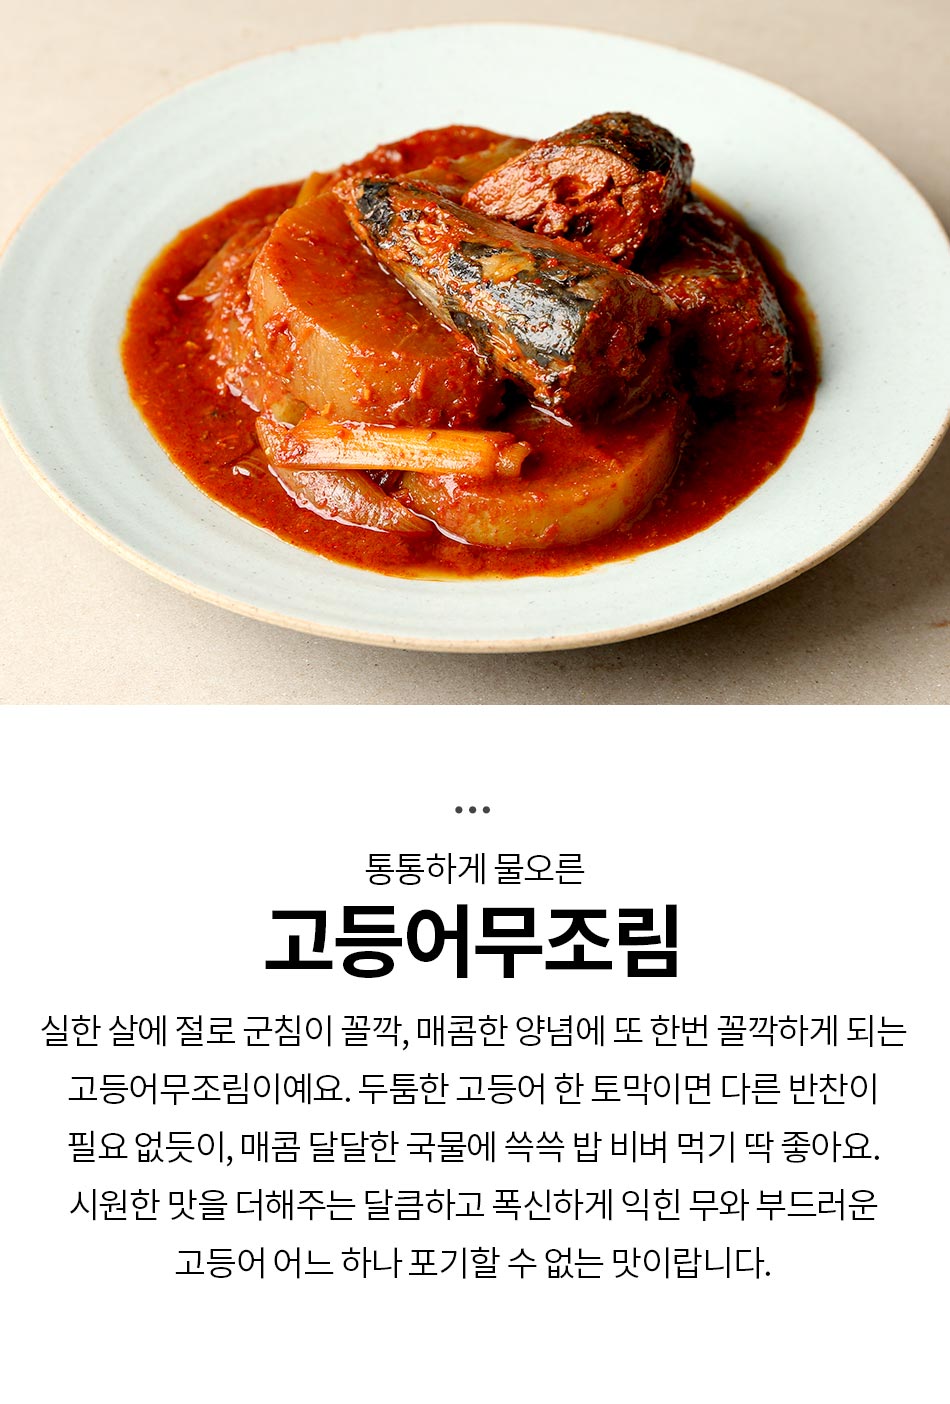 통통하게 물오른
고등어무조림
실한 살에 절로 군침이 꼴깍, 매콤한 양념에 또 한번 꼴깍하게 되는
고등어무조림이예요. 두툼한 고등어 한 토막이면 다른 반찬이
필요 없듯이, 매콤 달달한 국물에 쓱쓱 밥 비벼 먹기 딱 좋아요.
시원한 맛을 더해주는 달큼하고 폭신하게 익힌 무와 부드러운
고등어 어느 하나 포기할 수 없는 맛이랍니다.